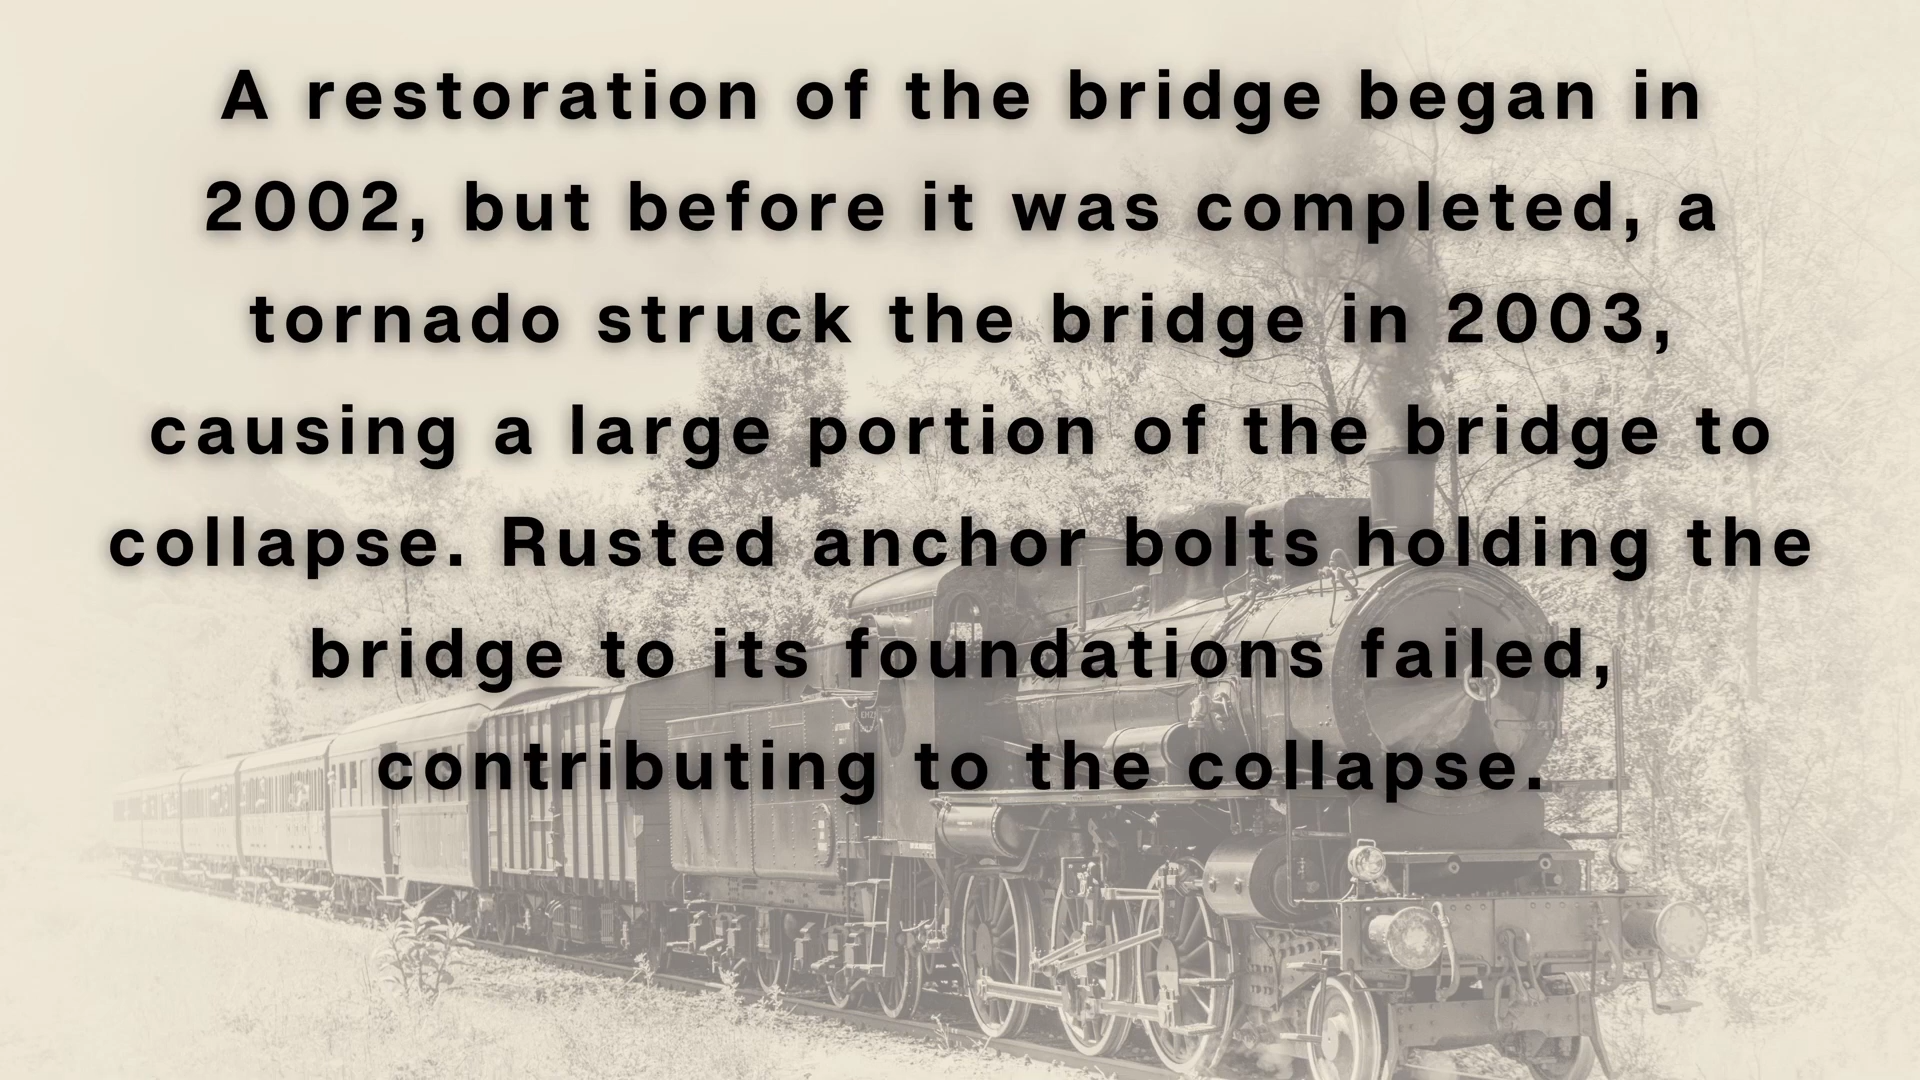 A restoration of the bridge began in
2002, but before it was completed, a
tornado struck the bridge in 2003,
causing a large portion of the bridge to
collapse. Rusted anchor bolts holding the
bridge to its foundations failed,
contributing to the collapse.